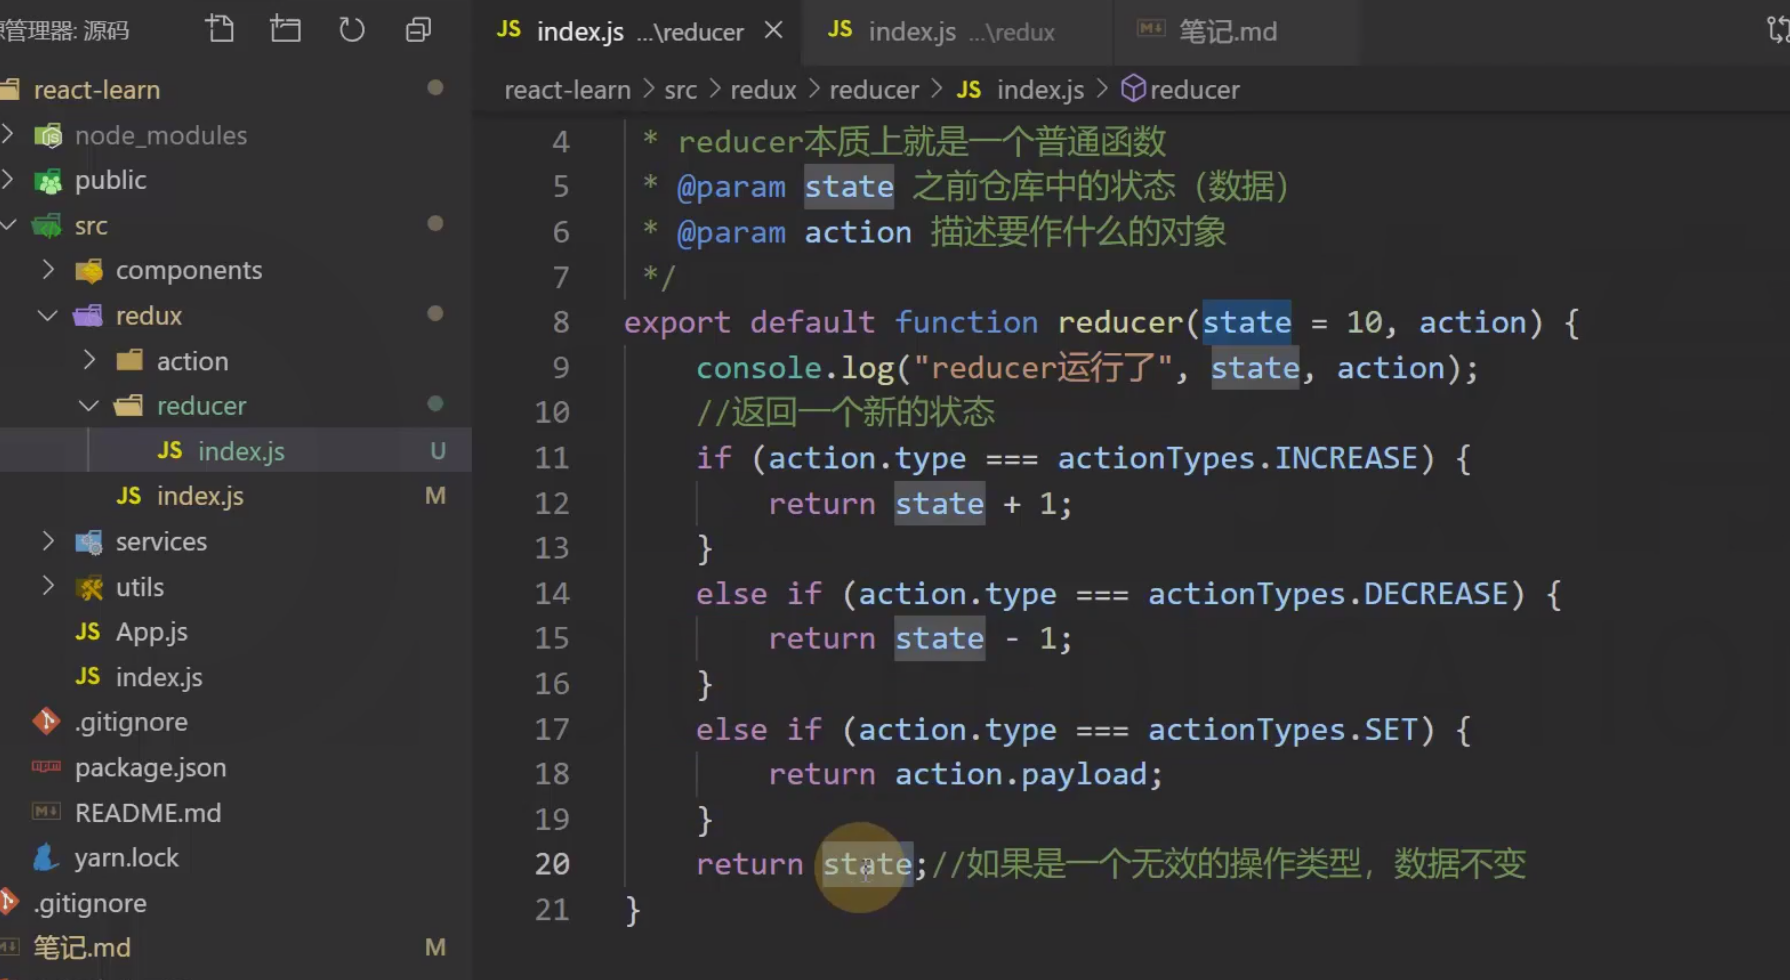 源管理器: 源码
react-learn
node_modules
public
src
components
redux
action
reducer
JS index.js U
JS index.js M
services
utils
JS App.js
JS index.js
.gitignore
package.json
README.md
yarn.lock
.gitignore
笔记.md M
JS index.js ...\reducer
JS index.js ...\redux
笔记.md
react-learn > src > redux > reducer > JS index.js > reducer
4 * reducer本质上就是一个普通函数
5 * @param state 之前仓库中的状态（数据）
6 * @param action 描述要作什么的对象
7 */
8 export default function reducer(state = 10, action) {
9 console.log("reducer运行了", state, action);
10 //返回一个新的状态
11 if (action.type === actionTypes.INCREASE) {
12 return state + 1;
13 }
14 else if (action.type === actionTypes.DECREASE) {
15 return state - 1;
16 }
17 else if (action.type === actionTypes.SET) {
18 return action.payload;
19 }
20 return state;//如果是一个无效的操作类型，数据不变
21 }